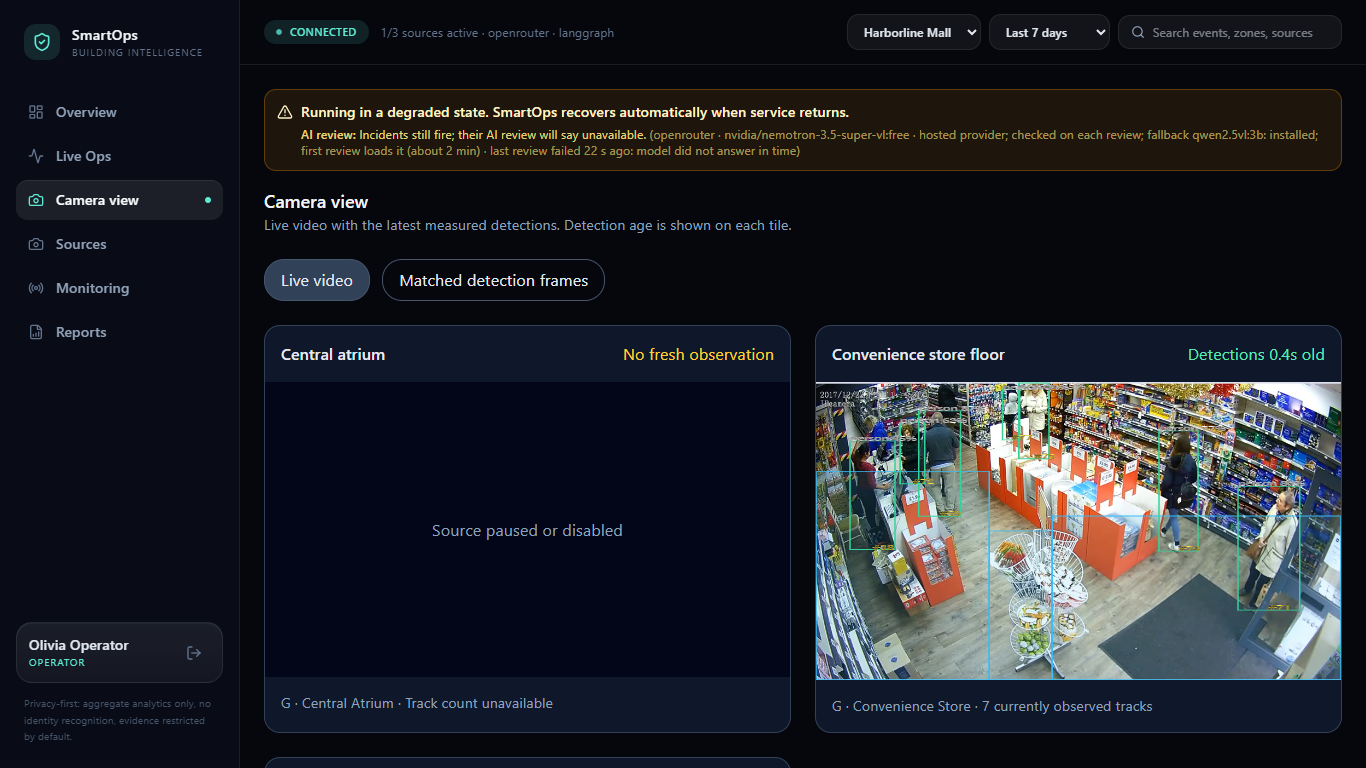 SmartOps
BUILDING INTELLIGENCE
CONNECTED
1/3 sources active · openrouter · langgraph
Harborline Mall
Last 7 days
Search events, zones, sources
Overview
Live Ops
Camera view
Sources
Monitoring
Reports
Running in a degraded state. SmartOps recovers automatically when service returns.
AI review: Incidents still fire; their AI review will say unavailable. (openrouter · nvidia/nemotron-3.5-super-vl:free · hosted provider; checked on each review; fallback qwen2.5vl:3b: installed;
first review loads it (about 2 min) · last review failed 22 s ago: model did not answer in time)
Camera view
Live video with the latest measured detections. Detection age is shown on each tile.
Live video
Matched detection frames
Central atrium
No fresh observation
Source paused or disabled
G · Central Atrium · Track count unavailable
Convenience store floor
Detections 0.4s old
G · Convenience Store · 7 currently observed tracks
Olivia Operator
OPERATOR
Privacy-first: aggregate analytics only, no
identity recognition, evidence restricted
by default.